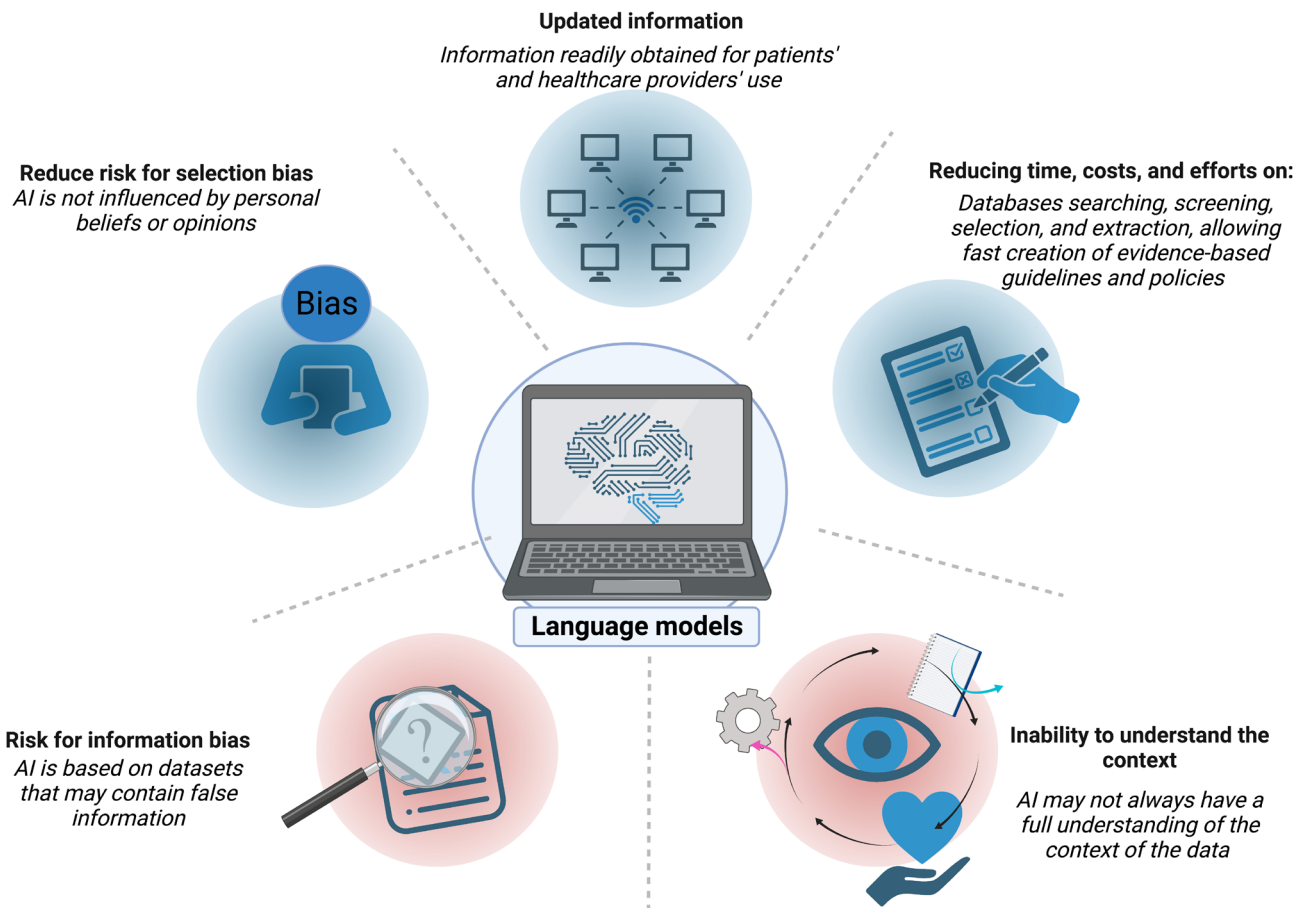 Updated information
Information readily obtained for patients'
and healthcare providers' use
Reduce risk for selection bias
AI is not influenced by personal
beliefs or opinions
Reducing time, costs, and efforts on:
Databases searching, screening,
selection, and extraction, allowing
fast creation of evidence-based
guidelines and policies
Bias
Language models
Risk for information bias
AI is based on datasets
that may contain false
information
?
Inability to understand the
context
AI may not always have a
full understanding of the
context of the data